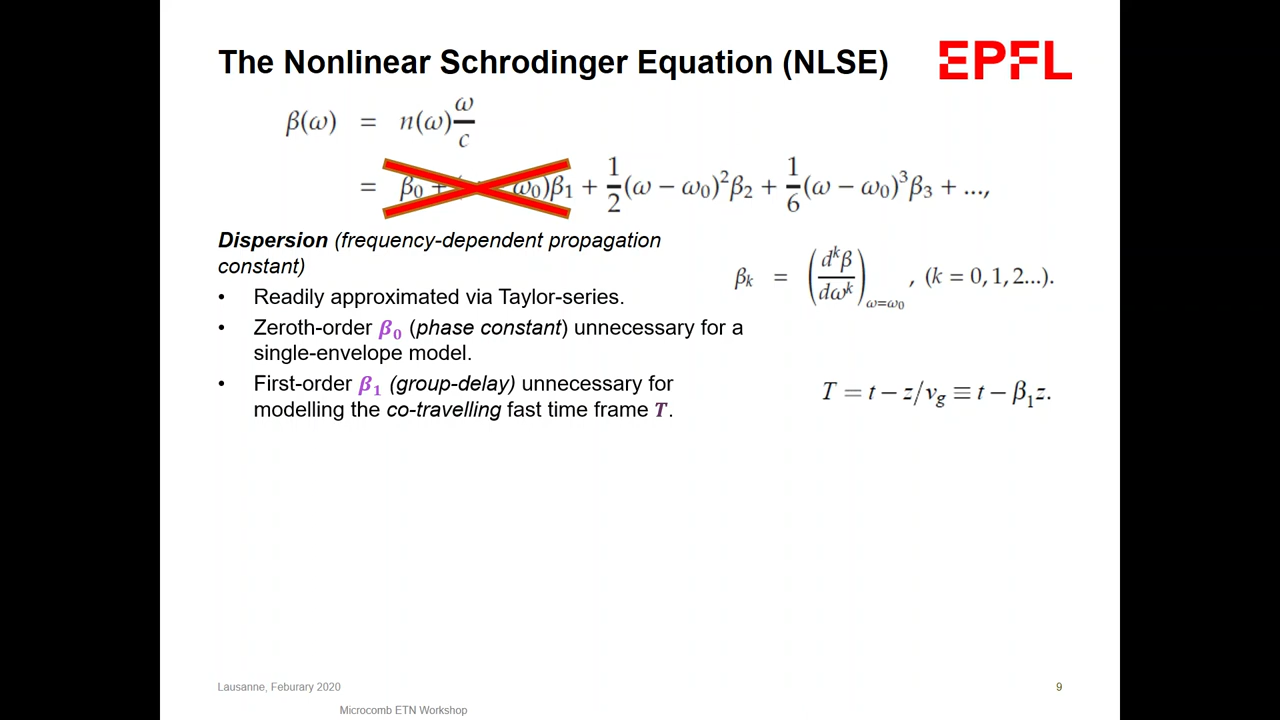 The Nonlinear Schrodinger Equation (NLSE)
EPFL
β(ω) = n(ω) ω/c
= β₀ + ω₀)β₁ + 1/2 (ω − ω₀)²β₂ + 1/6 (ω − ω₀)³β₃ + ...,
Dispersion (frequency-dependent propagation
constant)
βₖ = (dᵏβ/dωᵏ)ω=ω₀ , (k = 0, 1, 2...).
• Readily approximated via Taylor-series.
• Zeroth-order β₀ (phase constant) unnecessary for a
single-envelope model.
• First-order β₁ (group-delay) unnecessary for
modelling the co-travelling fast time frame T.
T = t − z/v_g ≡ t − β₁z.
Lausanne, Feburary 2020
9
Microcomb ETN Workshop